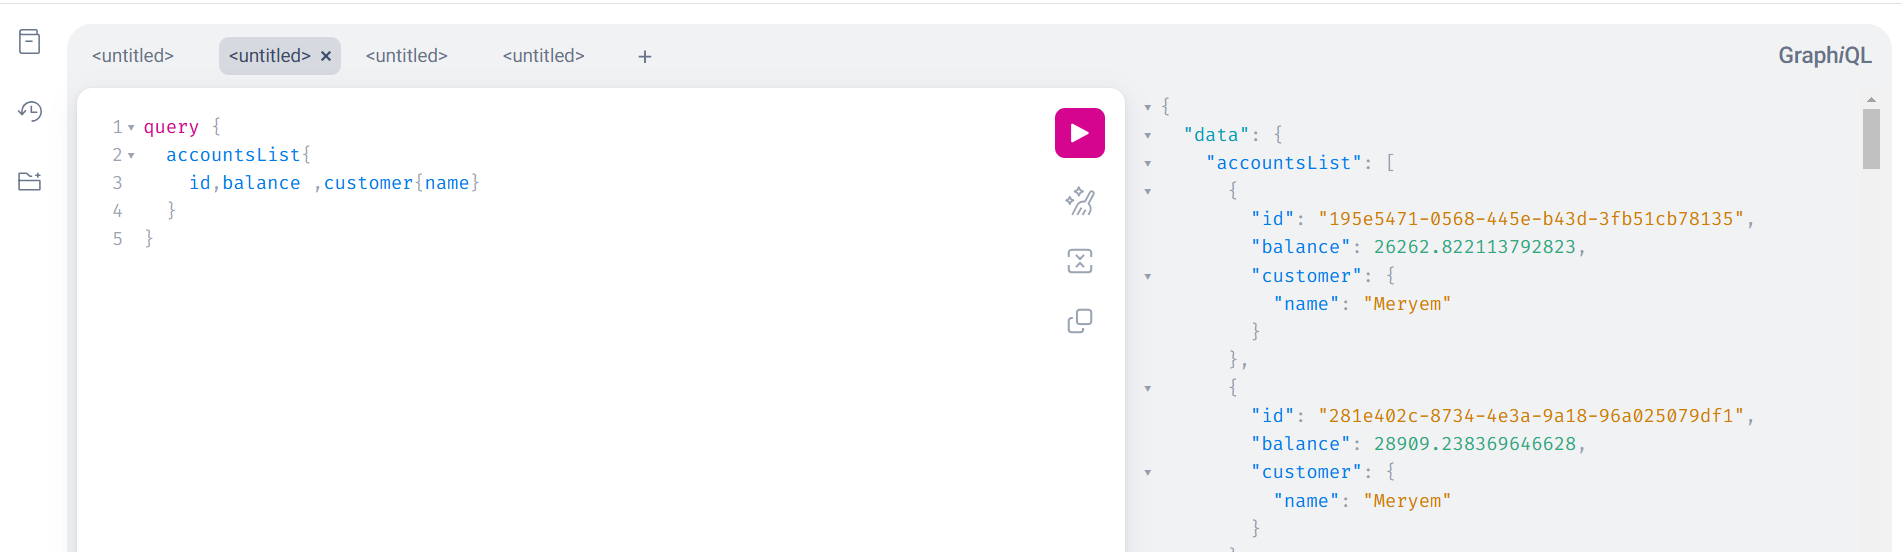 <untitled> <untitled> × <untitled> <untitled> + GraphiQL
1 query {
2 accountsList{
3 id,balance ,customer{name}
4 }
5 }
{
"data": {
"accountsList": [
{
"id": "195e5471-0568-445e-b43d-3fb51cb78135",
"balance": 26262.822113792823,
"customer": {
"name": "Meryem"
}
},
{
"id": "281e402c-8734-4e3a-9a18-96a025079df1",
"balance": 28909.238369646628,
"customer": {
"name": "Meryem"
}